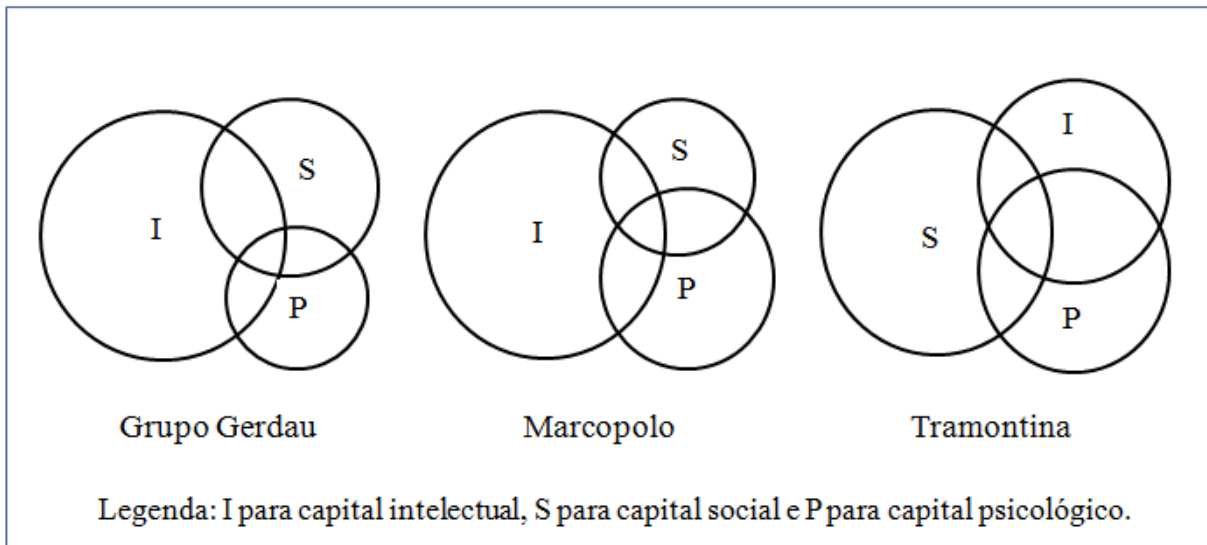 S
I
P
Grupo Gerdau
S
I
P
Marcopolo
I
S
P
Tramontina
Legenda: I para capital intelectual, S para capital social e P para capital psicológico.